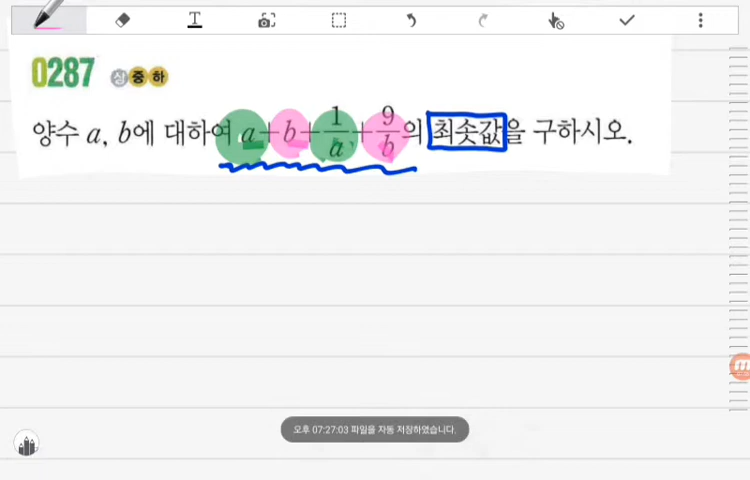 T
0287 상 중 하
양수 a, b에 대하여 a+b+1/a+9/b의 최솟값을 구하시오.
오후 07:27:03 파일을 자동 저장하였습니다.